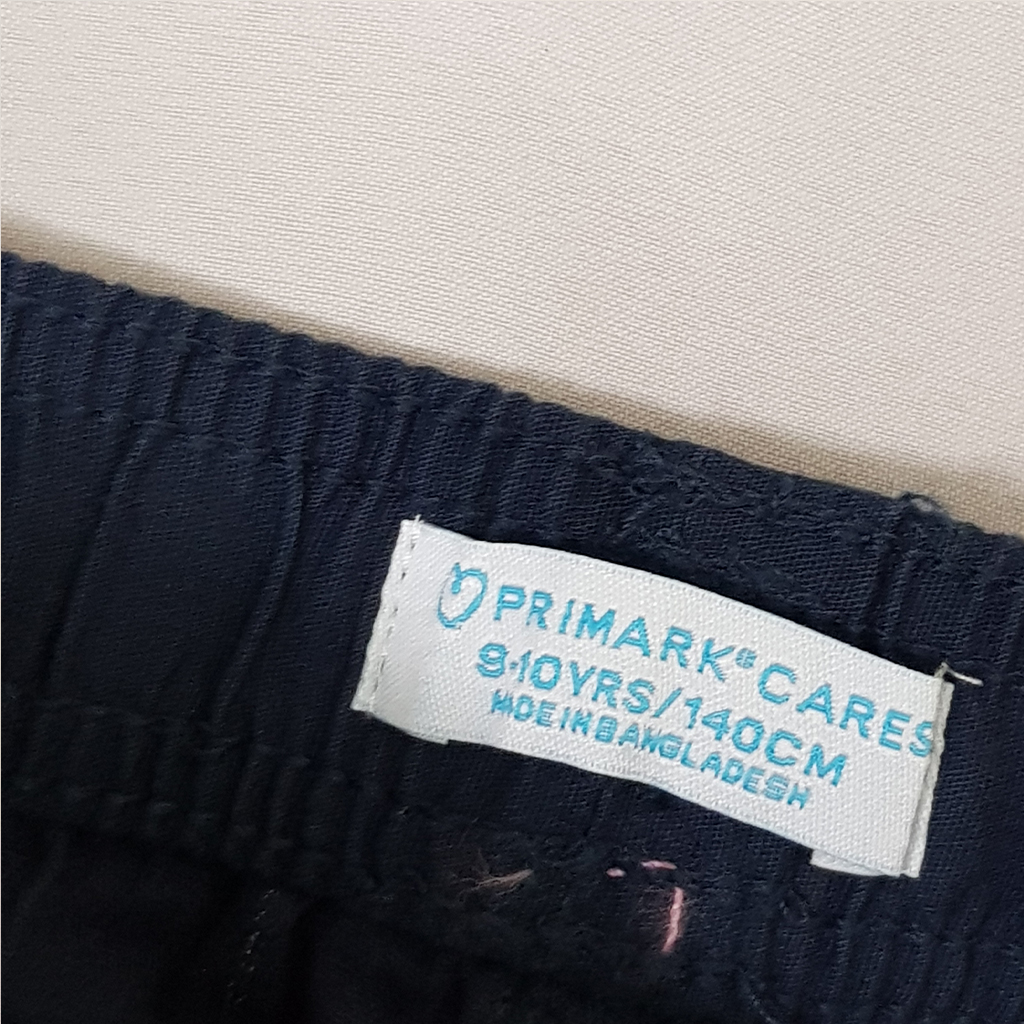 PRIMARK® CARES
9-10YRS/140CM
MDE IN BANGLADESH